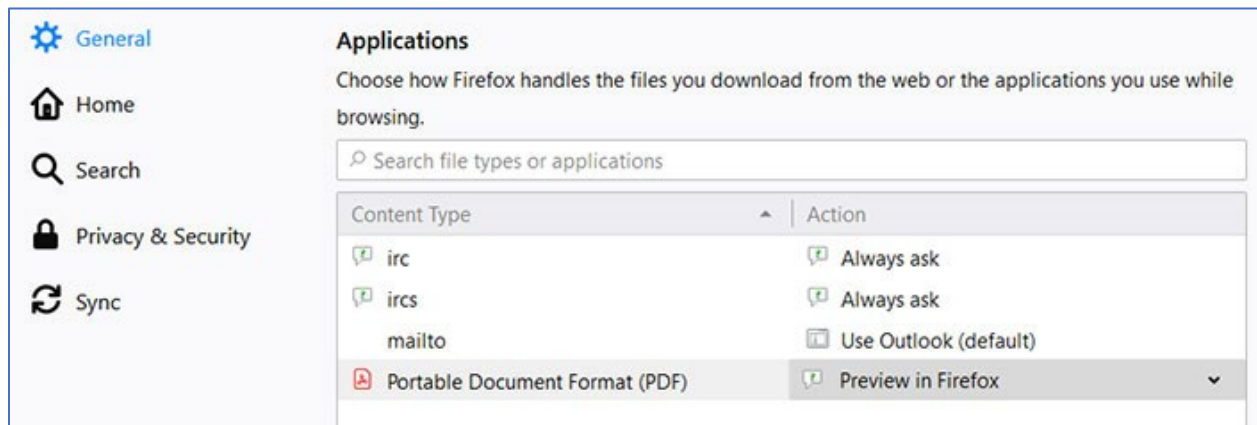 General
Home
Search
Privacy & Security
Sync
Applications
Choose how Firefox handles the files you download from the web or the applications you use while
browsing.
Search file types or applications
Content Type Action
irc Always ask
ircs Always ask
mailto Use Outlook (default)
Portable Document Format (PDF) Preview in Firefox